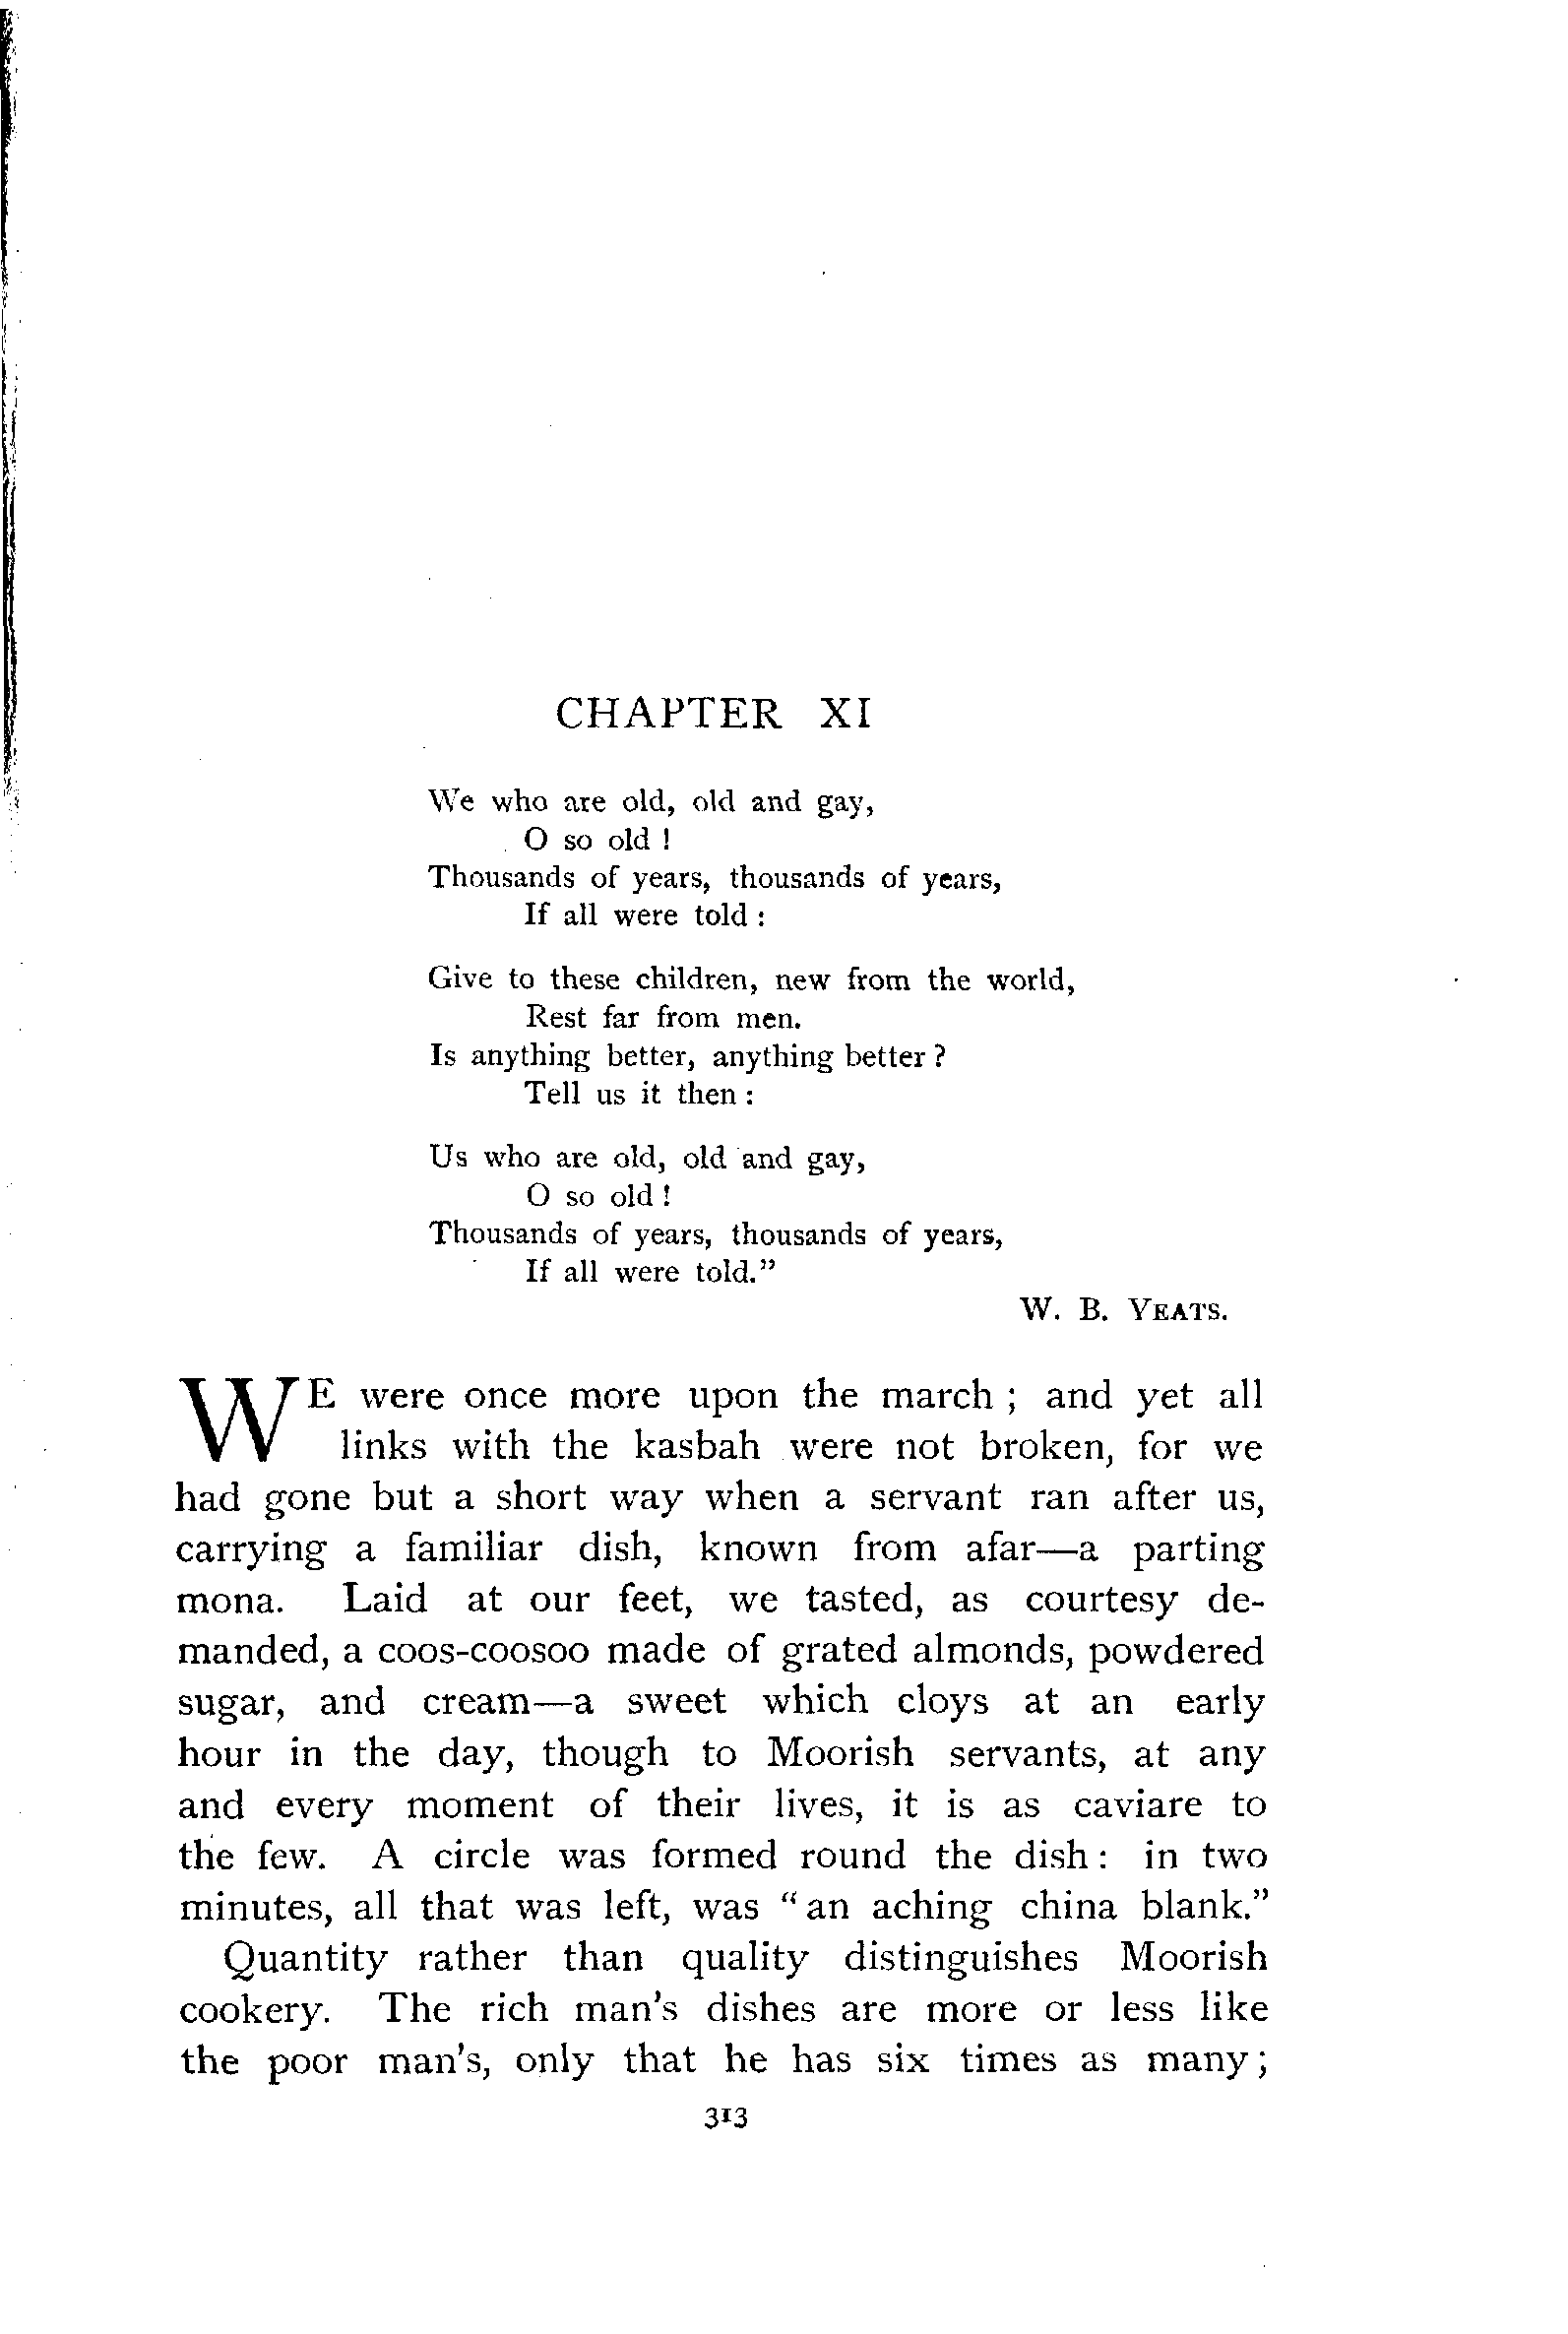 CHAPTER XI
We who are old, old and gay,
O so old !
Thousands of years, thousands of years,
If all were told :
Give to these children, new from the world,
Rest far from men.
Is anything better, anything better ?
Tell us it then :
Us who are old, old and gay,
O so old !
Thousands of years, thousands of years,
If all were told.”
W. B. YEATS.
WE were once more upon the march ; and yet all
links with the kasbah were not broken, for we
had gone but a short way when a servant ran after us,
carrying a familiar dish, known from afar—a parting
mona. Laid at our feet, we tasted, as courtesy de-
manded, a coos-coosoo made of grated almonds, powdered
sugar, and cream—a sweet which cloys at an early
hour in the day, though to Moorish servants, at any
and every moment of their lives, it is as caviare to
the few. A circle was formed round the dish : in two
minutes, all that was left, was “an aching china blank.”
Quantity rather than quality distinguishes Moorish
cookery. The rich man's dishes are more or less like
the poor man's, only that he has six times as many ;
313